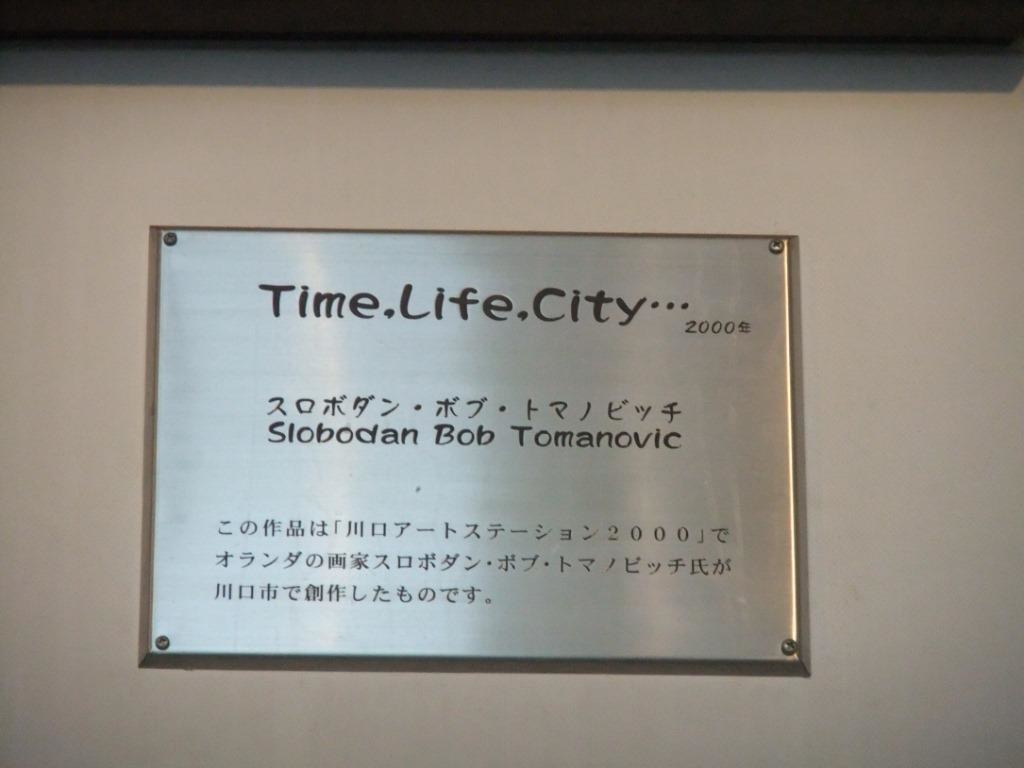 Time,Life,City…
2000年
スロボダン・ボブ・トマノビッチ
Slobodan Bob Tomanovic
この作品は「川口アートステーション２０００」で
オランダの画家スロボダン・ボブ・トマノビッチ氏が
川口市で創作したものです。